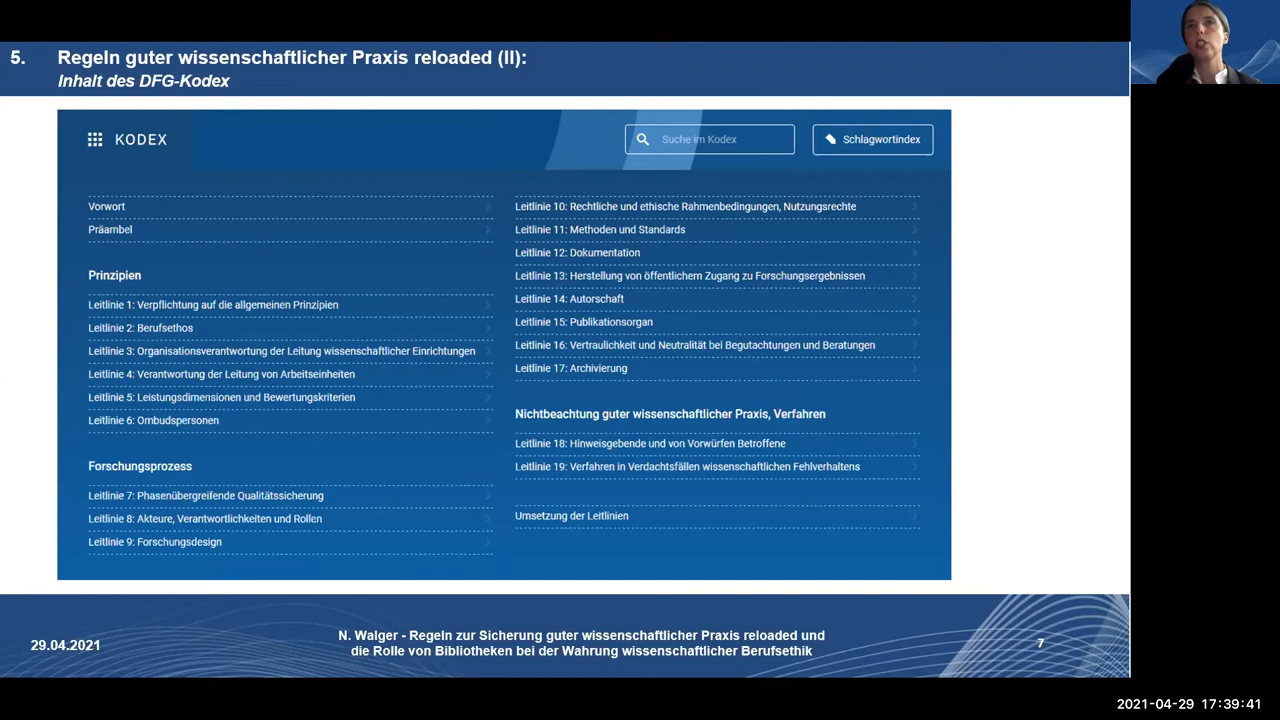 5. Regeln guter wissenschaftlicher Praxis reloaded (II):
Inhalt des DFG-Kodex
KODEX
Suche im Kodex
Schlagwortindex
Vorwort
Präambel
Prinzipien
Leitlinie 1: Verpflichtung auf die allgemeinen Prinzipien
Leitlinie 2: Berufsethos
Leitlinie 3: Organisationsverantwortung der Leitung wissenschaftlicher Einrichtungen
Leitlinie 4: Verantwortung der Leitung von Arbeitseinheiten
Leitlinie 5: Leistungsdimensionen und Bewertungskriterien
Leitlinie 6: Ombudspersonen
Forschungsprozess
Leitlinie 7: Phasenübergreifende Qualitätssicherung
Leitlinie 8: Akteure, Verantwortlichkeiten und Rollen
Leitlinie 9: Forschungsdesign
Leitlinie 10: Rechtliche und ethische Rahmenbedingungen, Nutzungsrechte
Leitlinie 11: Methoden und Standards
Leitlinie 12: Dokumentation
Leitlinie 13: Herstellung von öffentlichem Zugang zu Forschungsergebnissen
Leitlinie 14: Autorschaft
Leitlinie 15: Publikationsorgan
Leitlinie 16: Vertraulichkeit und Neutralität bei Begutachtungen und Beratungen
Leitlinie 17: Archivierung
Nichtbeachtung guter wissenschaftlicher Praxis, Verfahren
Leitlinie 18: Hinweisgebende und von Vorwürfen Betroffene
Leitlinie 19: Verfahren in Verdachtsfällen wissenschaftlichen Fehlverhaltens
Umsetzung der Leitlinien
29.04.2021
N. Walger - Regeln zur Sicherung guter wissenschaftlicher Praxis reloaded und
die Rolle von Bibliotheken bei der Wahrung wissenschaftlicher Berufsethik
7
2021-04-29 17:39:41